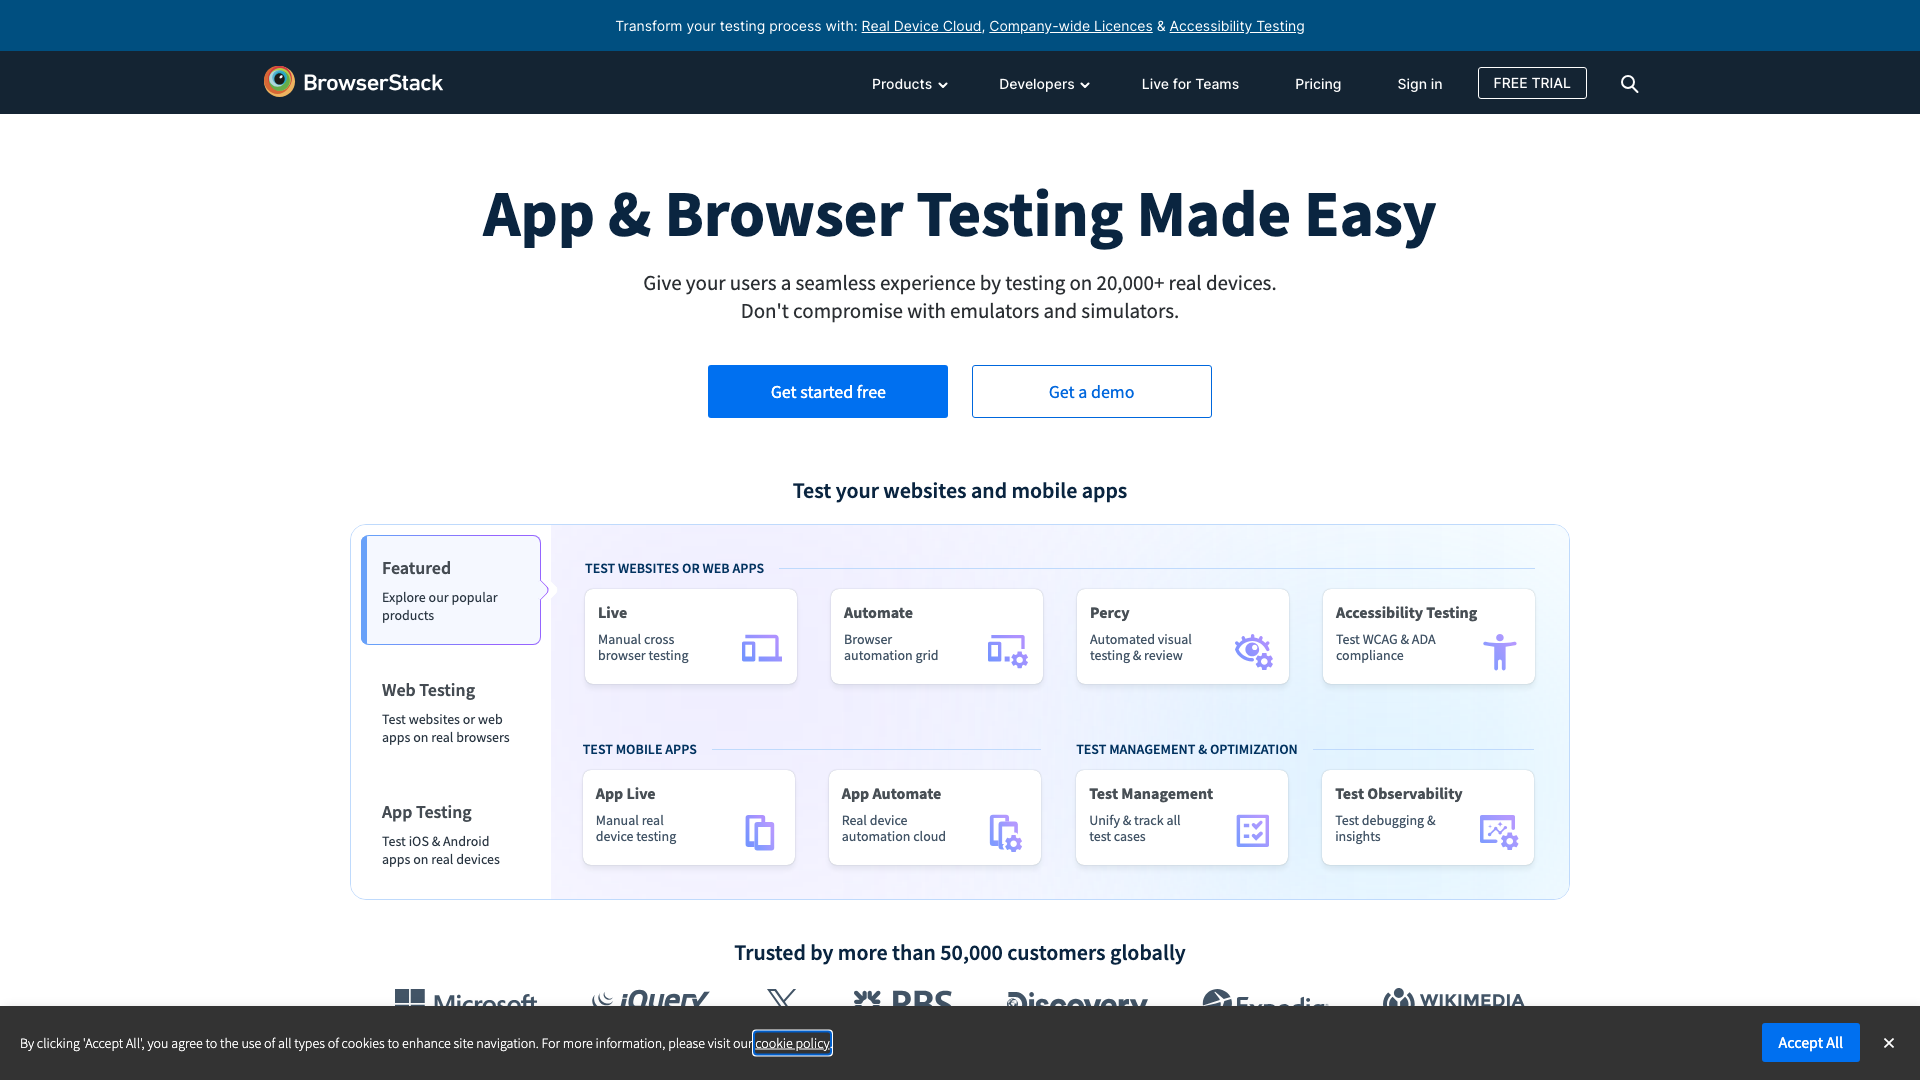 Transform your testing process with: Real Device Cloud, Company-wide Licences & Accessibility Testing
BrowserStack
Products
Developers
Live for Teams
Pricing
Sign in
FREE TRIAL
App & Browser Testing Made Easy
Give your users a seamless experience by testing on 20,000+ real devices.
Don't compromise with emulators and simulators.
Get started free
Get a demo
Test your websites and mobile apps
Featured
Explore our popular
products
Web Testing
Test websites or web
apps on real browsers
App Testing
Test iOS & Android
apps on real devices
TEST WEBSITES OR WEB APPS
Live
Manual cross
browser testing
Automate
Browser
automation grid
Percy
Automated visual
testing & review
Accessibility Testing
Test WCAG & ADA
compliance
TEST MOBILE APPS
App Live
Manual real
device testing
App Automate
Real device
automation cloud
TEST MANAGEMENT & OPTIMIZATION
Test Management
Unify & track all
test cases
Test Observability
Test debugging &
insights
Trusted by more than 50,000 customers globally
Microsoft
jQuery
X
PBS
Discovery
Expedia
WIKIMEDIA
By clicking 'Accept All', you agree to the use of all types of cookies to enhance site navigation. For more information, please visit our cookie policy.
Accept All